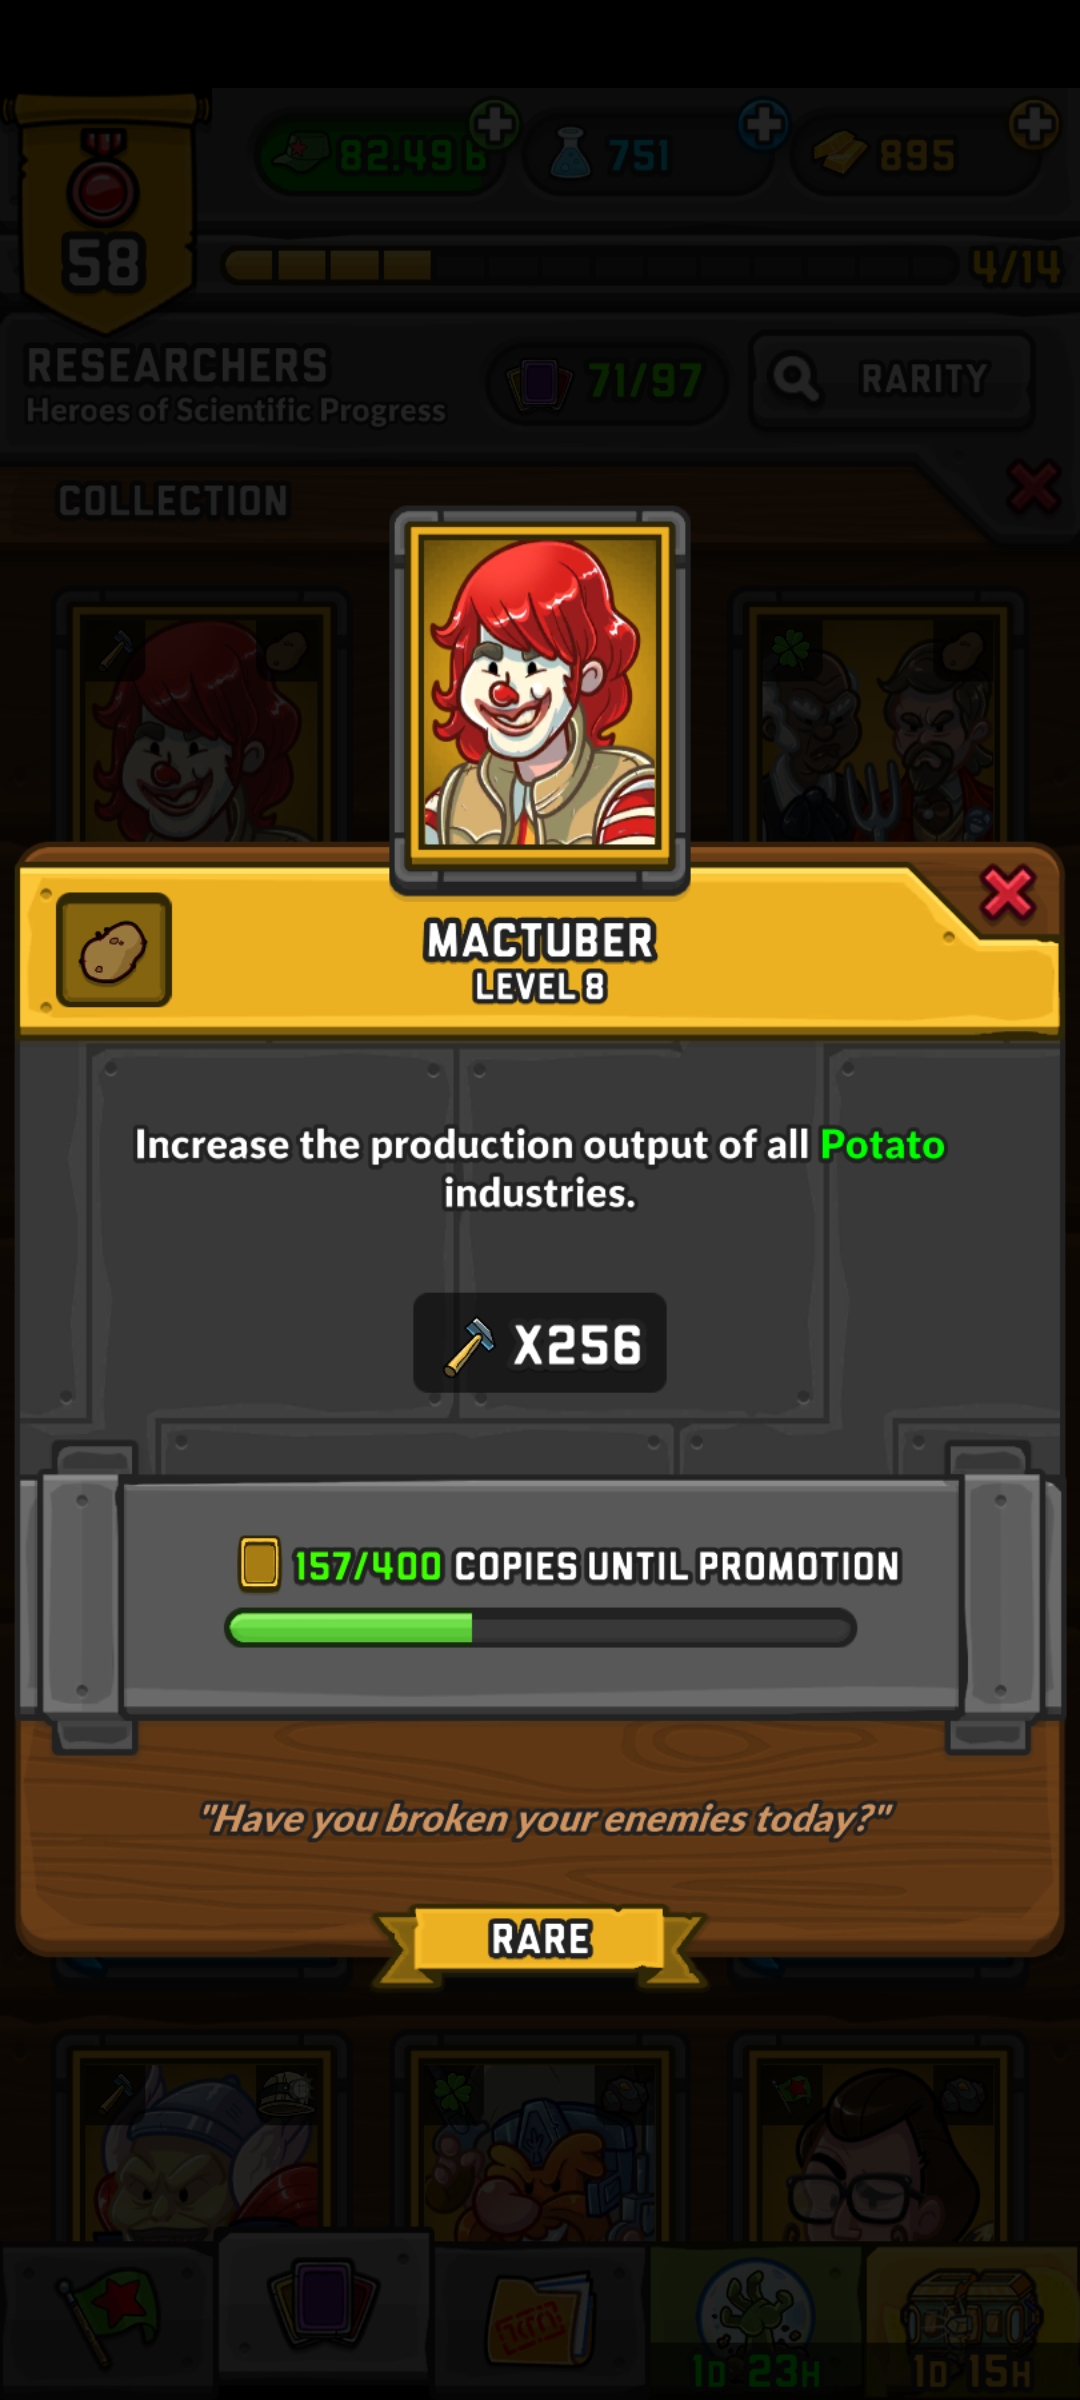 82.49 B
751
895
58
4/14
RESEARCHERS
Heroes of Scientific Progress
71/97
RARITY
COLLECTION
MACTUBER
LEVEL 8
Increase the production output of all Potato
industries.
X256
157/400 COPIES UNTIL PROMOTION
"Have you broken your enemies today?"
RARE
1D 23H
1D 15H